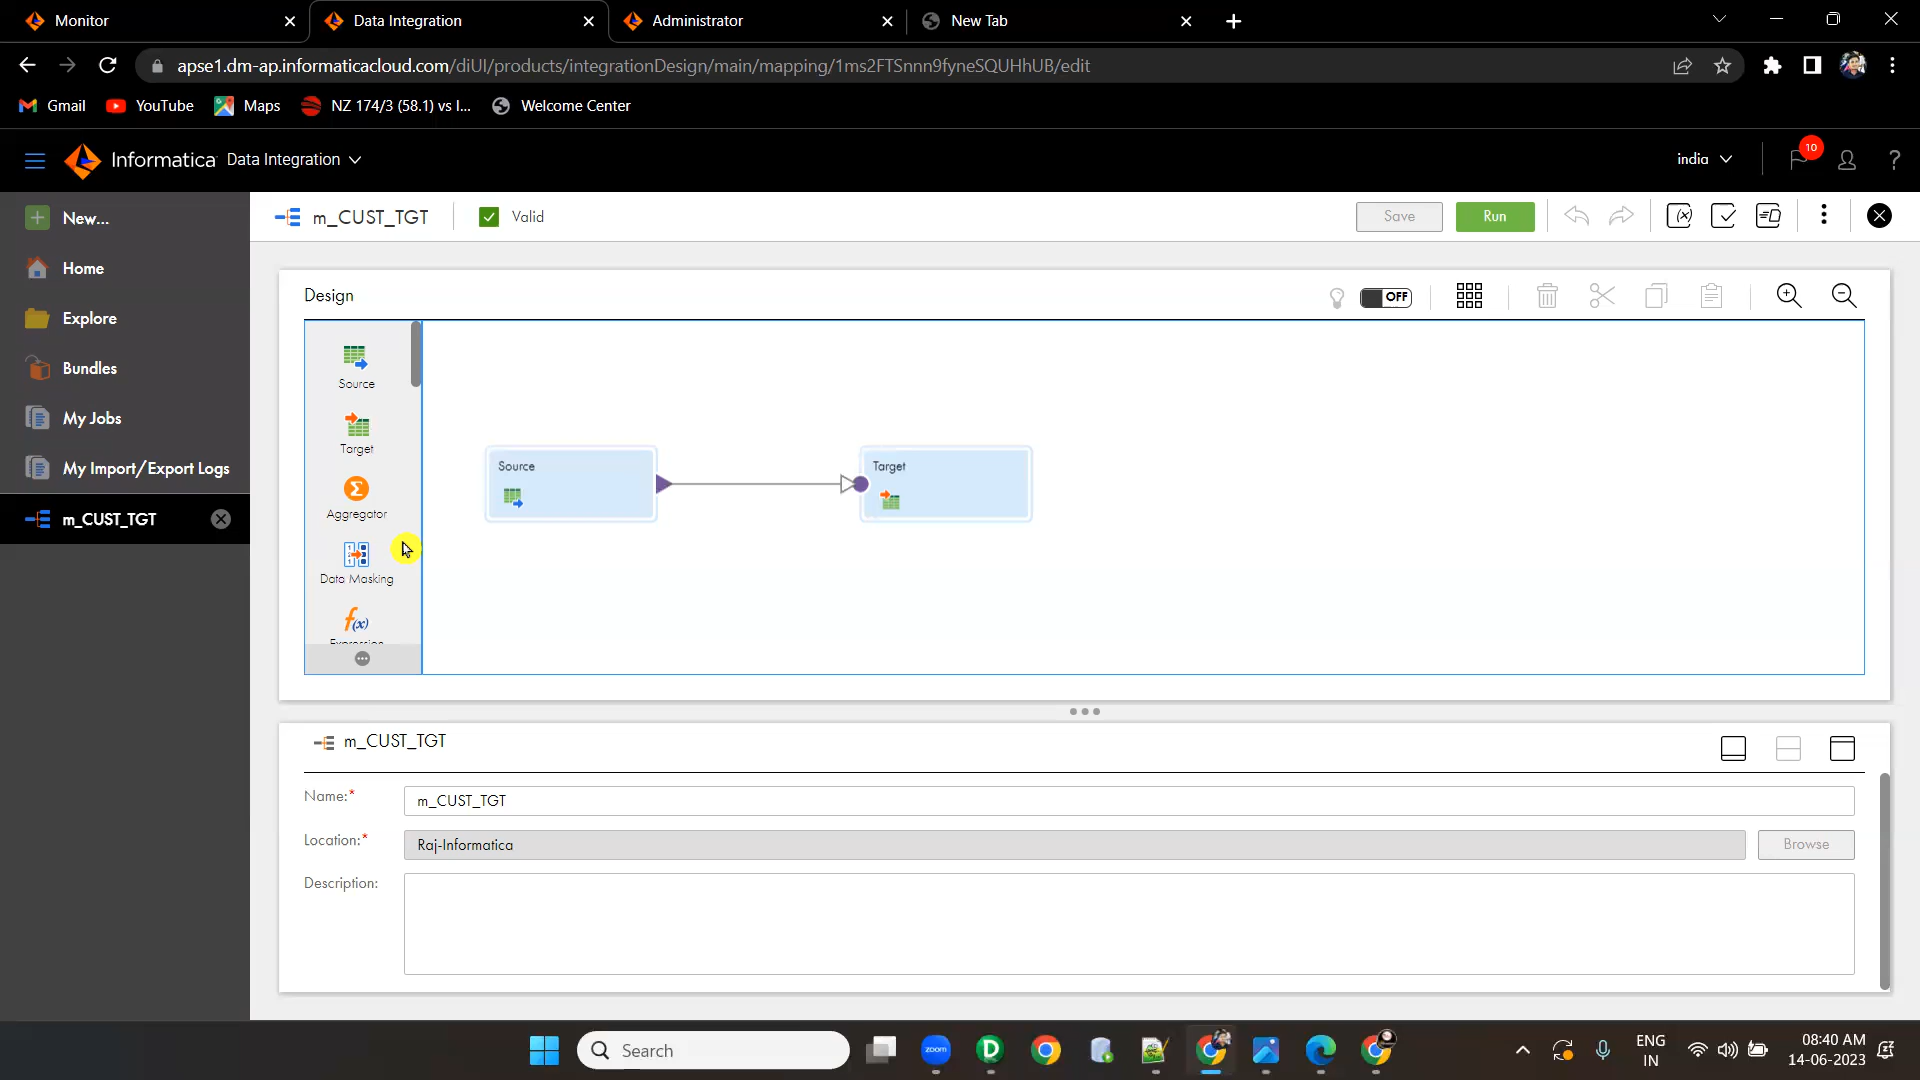 Monitor
Data Integration
Administrator
New Tab
apse1.dm-ap.informaticacloud.com/diUI/products/integrationDesign/main/mapping/1ms2FTSnnn9fyneSQUHhUB/edit
Gmail
YouTube
Maps
NZ 174/3 (58.1) vs I...
Welcome Center
Informatica Data Integration
india
10
?
New...
Home
Explore
Bundles
My Jobs
My Import/Export Logs
m_CUST_TGT
m_CUST_TGT
Valid
Save
Run
Design
OFF
Source
Target
Aggregator
Data Masking
Expression
Source
Target
m_CUST_TGT
Name:*
m_CUST_TGT
Location:*
Raj-Informatica
Browse
Description:
Search
zoom
ENG
IN
08:40 AM
14-06-2023